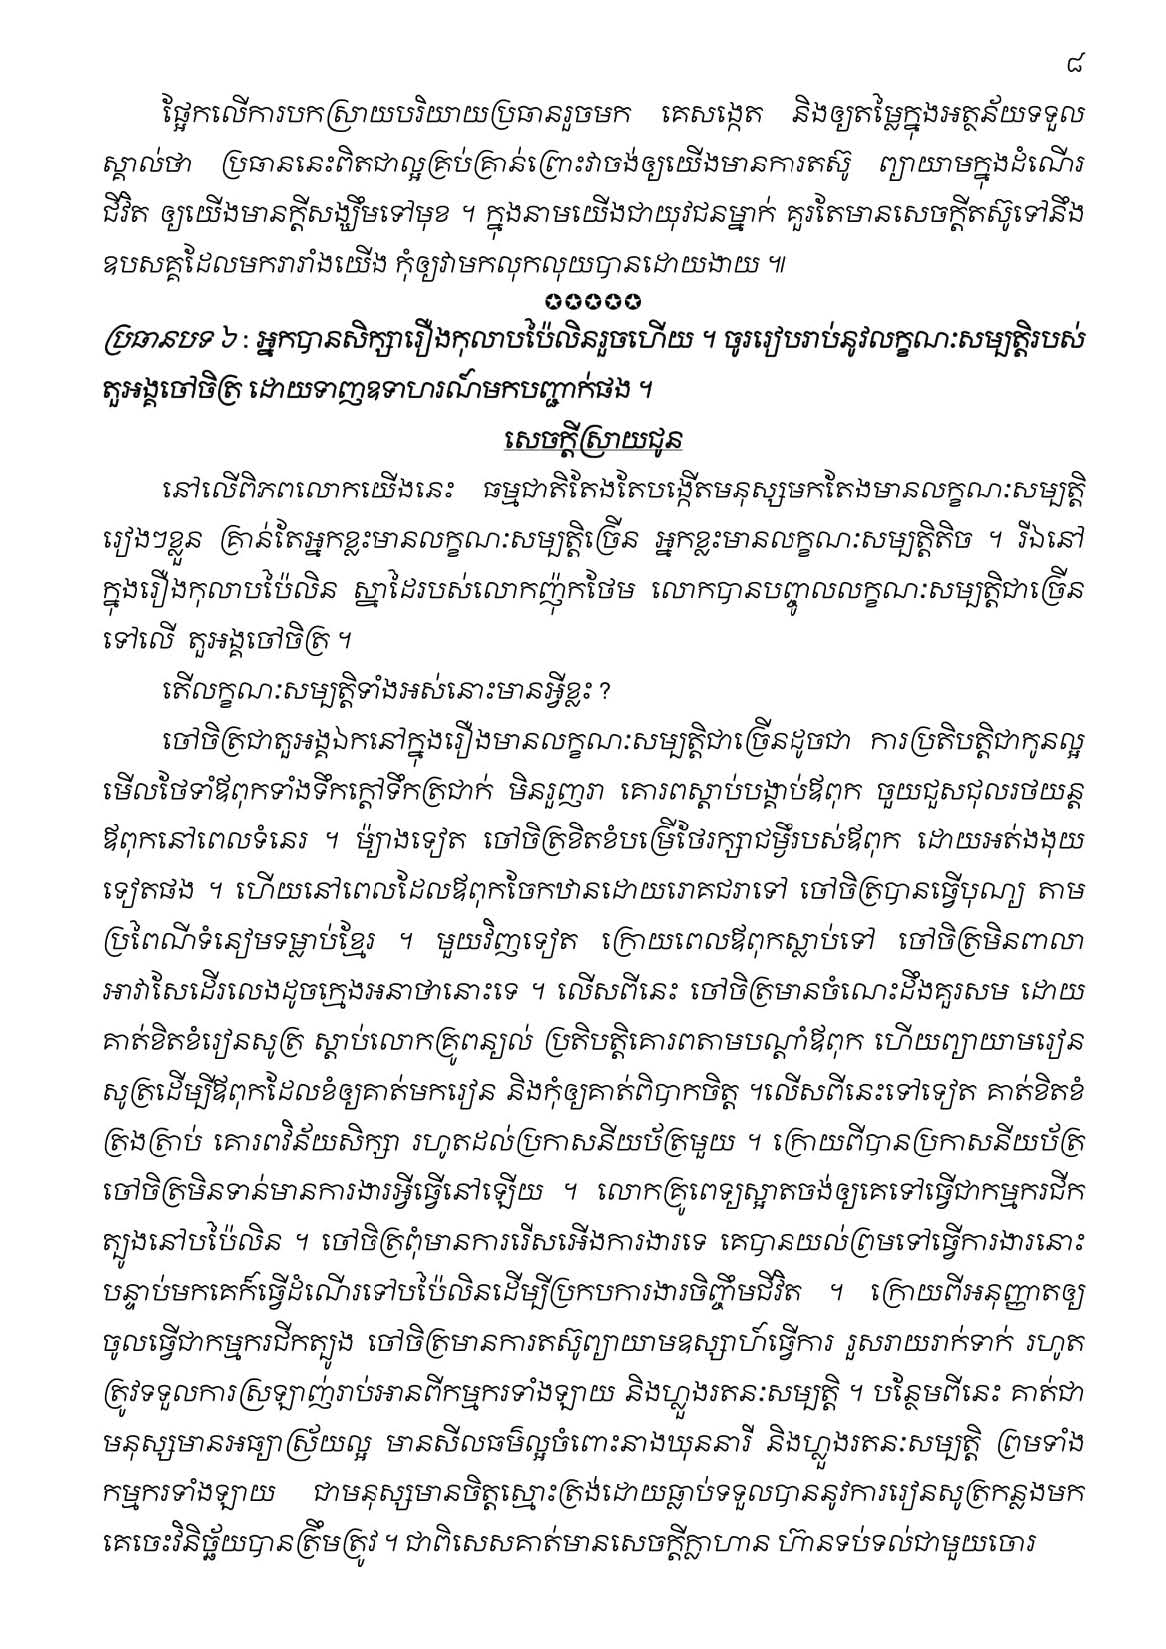 ៨
ផ្អែកលើការបកស្រាយបរិយាយប្រធានរួចមក គេសង្កេត និងឲ្យតម្លៃក្នុងអត្ថន័យទទួល
ស្គាល់ថា ប្រធាននេះពិតជាល្អគ្រប់គ្រាន់ព្រោះវាចង់ឲ្យយើងមានការតស៊ូ ព្យាយាមក្នុងដំណើរ
ជីវិត ឲ្យយើងមានក្ដីសង្ឃឹមទៅមុខ ។ ក្នុងនាមយើងជាយុវជនម្នាក់ គួរតែមានសេចក្ដីតស៊ូទៅនឹង
ឧបសគ្គដែលមករារាំងយើង កុំឲ្យវាមកលុកលុយបានដោយងាយ ៕
✪✪✪✪✪
ប្រធានបទ ៦ : អ្នកបានសិក្សារឿងកុលាបប៉ៃលិនរួចហើយ ។ ចូររៀបរាប់នូវលក្ខណៈសម្បត្តិរបស់
តួអង្គចៅចិត្រ ដោយទាញឧទាហរណ៍មកបញ្ជាក់ផង ។
សេចក្ដីស្រាយជូន
នៅលើពិភពលោកយើងនេះ ធម្មជាតិតែងតែបង្កើតមនុស្សមកតែងមានលក្ខណៈសម្បត្តិ
រៀងៗខ្លួន គ្រាន់តែអ្នកខ្លះមានលក្ខណៈសម្បត្តិច្រើន អ្នកខ្លះមានលក្ខណៈសម្បត្តិតិច ។ រីឯនៅ
ក្នុងរឿងកុលាបប៉ៃលិន ស្នាដៃរបស់លោកញ៉ុកថែម លោកបានបញ្ចូលលក្ខណៈសម្បត្តិជាច្រើន
ទៅលើ តួអង្គចៅចិត្រ ។
តើលក្ខណៈសម្បត្តិទាំងអស់នោះមានអ្វីខ្លះ ?
ចៅចិត្រជាតួអង្គឯកនៅក្នុងរឿងមានលក្ខណៈសម្បត្តិជាច្រើនដូចជា ការប្រតិបត្តិជាកូនល្អ
មើលថែទាំឪពុកទាំងទឹកក្ដៅទឹកត្រជាក់ មិនរួញរា គោរពស្ដាប់បង្គាប់ឪពុក ចួយជួសជុលរថយន្ត
ឪពុកនៅពេលទំនេរ ។ ម៉្យាងទៀត ចៅចិត្រខិតខំបម្រើថែរក្សាជម្ងឺរបស់ឪពុក ដោយអត់ងងុយ
ទៀតផង ។ ហើយនៅពេលដែលឪពុកចែកឋានដោយរោគជរាទៅ ចៅចិត្របានធ្វើបុណ្យ តាម
ប្រពៃណីទំនៀមទម្លាប់ខ្មែរ ។ មួយវិញទៀត ក្រោយពេលឪពុកស្លាប់ទៅ ចៅចិត្រមិនពាលា
អាវាសែដើរលេងដូចក្មេងអនាថានោះទេ ។ លើសពីនេះ ចៅចិត្រមានចំណេះដឹងគួរសម ដោយ
គាត់ខិតខំរៀនសូត្រ ស្ដាប់លោកគ្រូពន្យល់ ប្រតិបត្តិគោរពតាមបណ្ដាំឪពុក ហើយព្យាយាមរៀន
សូត្រដើម្បីឪពុកដែលខំឲ្យគាត់មករៀន និងកុំឲ្យគាត់ពិបាកចិត្ត ។លើសពីនេះទៅទៀត គាត់ខិតខំ
ត្រងត្រាប់ គោរពវិន័យសិក្សា រហូតដល់ប្រកាសនីយប័ត្រមួយ ។ ក្រោយពីបានប្រកាសនីយប័ត្រ
ចៅចិត្រមិនទាន់មានការងារអ្វីធ្វើនៅឡើយ ។ លោកគ្រូពេទ្យស្អាតចង់ឲ្យគេទៅធ្វើជាកម្មករជីក
ត្បូងនៅបប៉ៃលិន ។ ចៅចិត្រពុំមានការរើសអើងការងារទេ គេបានយល់ព្រមទៅធ្វើការងារនោះ
បន្ទាប់មកគេក៏ធ្វើដំណើរទៅបប៉ៃលិនដើម្បីប្រកបការងារចិញ្ចឹមជីវិត ។ ក្រោយពីអនុញ្ញាតឲ្យ
ចូលធ្វើជាកម្មករជីកត្បូង ចៅចិត្រមានការតស៊ូព្យាយាមឧស្សាហ៍ធ្វើការ រួសរាយរាក់ទាក់ រហូត
ត្រូវទទួលការស្រឡាញ់រាប់អានពីកម្មករទាំងឡាយ និងហ្លួងរតនៈសម្បត្តិ ។ បន្ថែមពីនេះ គាត់ជា
មនុស្សមានអធ្យាស្រ័យល្អ មានសីលធម៌ល្អចំពោះនាងឃុននារី និងហ្លួងរតនៈសម្បត្តិ ព្រមទាំង
កម្មករទាំងឡាយ ជាមនុស្សមានចិត្តស្មោះត្រង់ដោយធ្លាប់ទទួលបាននូវការរៀនសូត្រកន្លងមក
គេចេះវិនិច្ឆ័យបានត្រឹមត្រូវ ។ ជាពិសេសគាត់មានសេចក្ដីក្លាហាន ហ៊ានទប់ទល់ជាមួយចោរ